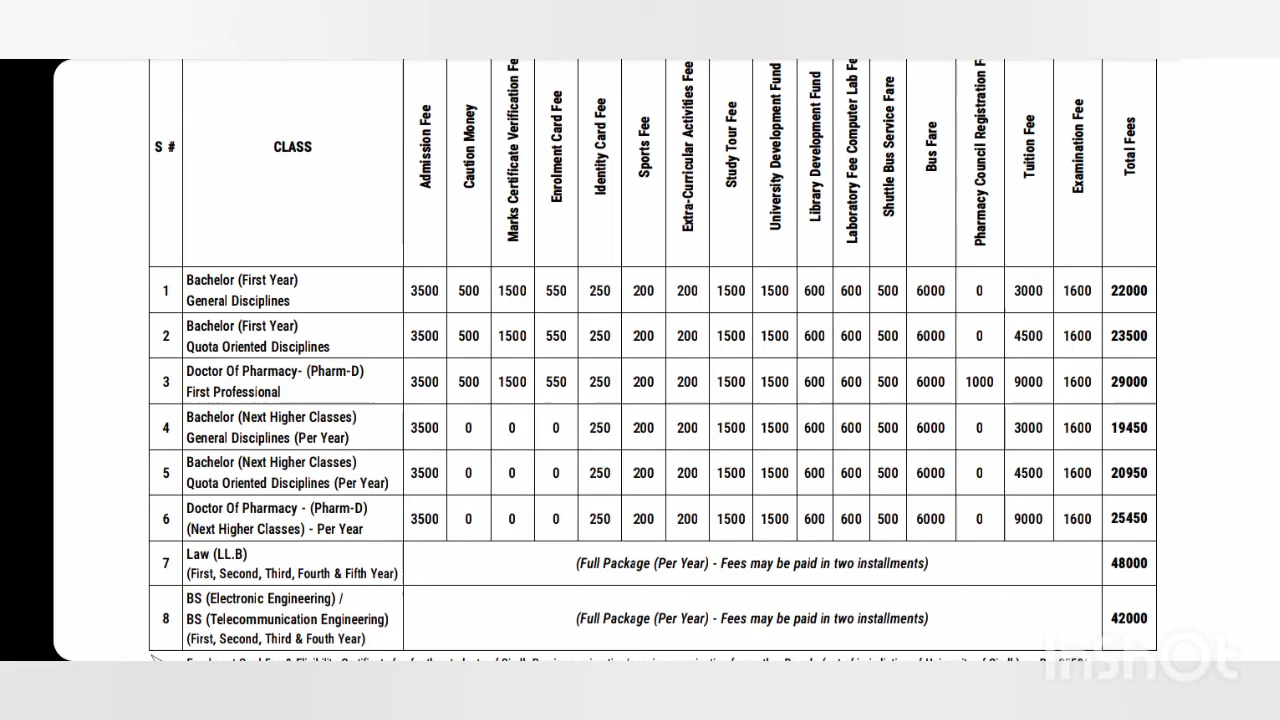 S #
CLASS
Admission Fee
Caution Money
Marks Certificate Verification Fe
Enrolment Card Fee
Identity Card Fee
Sports Fee
Extra-Curricular Activities Fee
Study Tour Fee
University Development Fund
Library Development Fund
Laboratory Fee Computer Lab Fe
Shuttle Bus Service Fare
Bus Fare
Pharmacy Council Registration F
Tuition Fee
Examination Fee
Total Fees
Bachelor (First Year)
1 3500 500 1500 550 250 200 200 1500 1500 600 600 500 6000 0 3000 1600 22000
General Disciplines
Bachelor (First Year)
2 3500 500 1500 550 250 200 200 1500 1500 600 600 500 6000 0 4500 1600 23500
Quota Oriented Disciplines
Doctor Of Pharmacy- (Pharm-D)
3 3500 500 1500 550 250 200 200 1500 1500 600 600 500 6000 1000 9000 1600 29000
First Professional
Bachelor (Next Higher Classes)
4 3500 0 0 0 250 200 200 1500 1500 600 600 500 6000 0 3000 1600 19450
General Disciplines (Per Year)
Bachelor (Next Higher Classes)
5 3500 0 0 0 250 200 200 1500 1500 600 600 500 6000 0 4500 1600 20950
Quota Oriented Disciplines (Per Year)
Doctor Of Pharmacy - (Pharm-D)
6 3500 0 0 0 250 200 200 1500 1500 600 600 500 6000 0 9000 1600 25450
(Next Higher Classes) - Per Year
Law (LL.B)
7 (Full Package (Per Year) - Fees may be paid in two installments) 48000
(First, Second, Third, Fourth & Fifth Year)
BS (Electronic Engineering) /
8 BS (Telecommunication Engineering) (Full Package (Per Year) - Fees may be paid in two installments) 42000
(First, Second, Third & Fouth Year)
InShOt